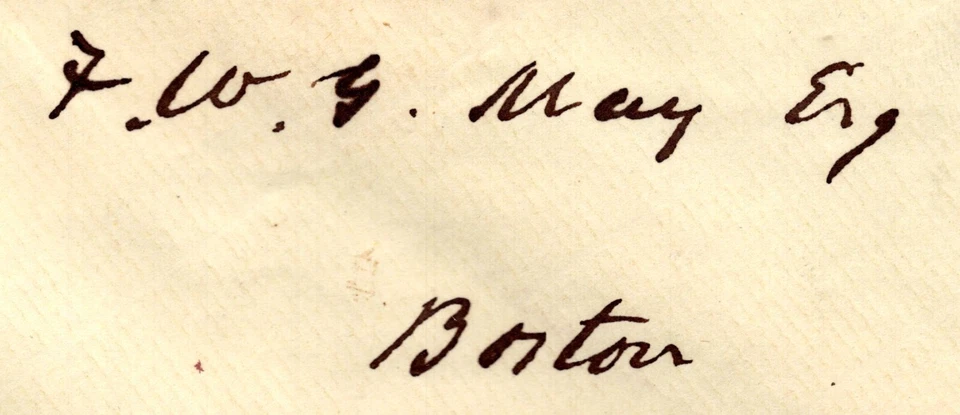 F. W. G. May Esq
Boston